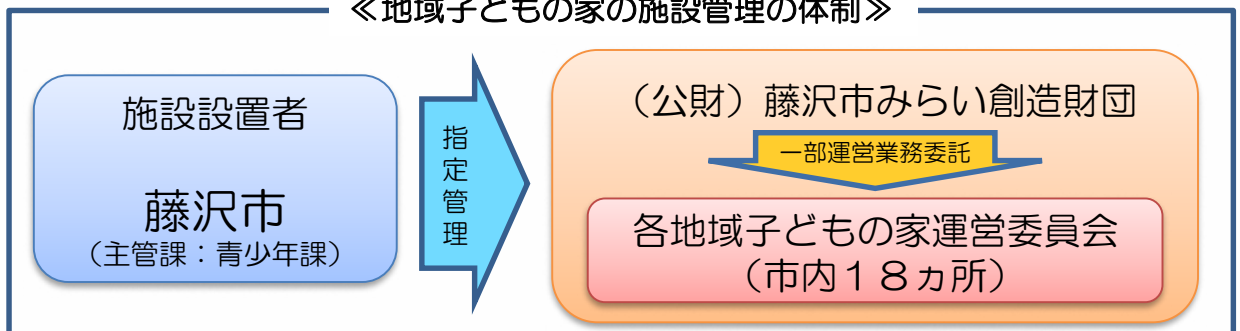 ≪地域子どもの家の施設管理の体制≫
施設設置者
藤沢市
（主管課：青少年課）
指定管理
（公財）藤沢市みらい創造財団
一部運営業務委託
各地域子どもの家運営委員会
（市内１８ヵ所）